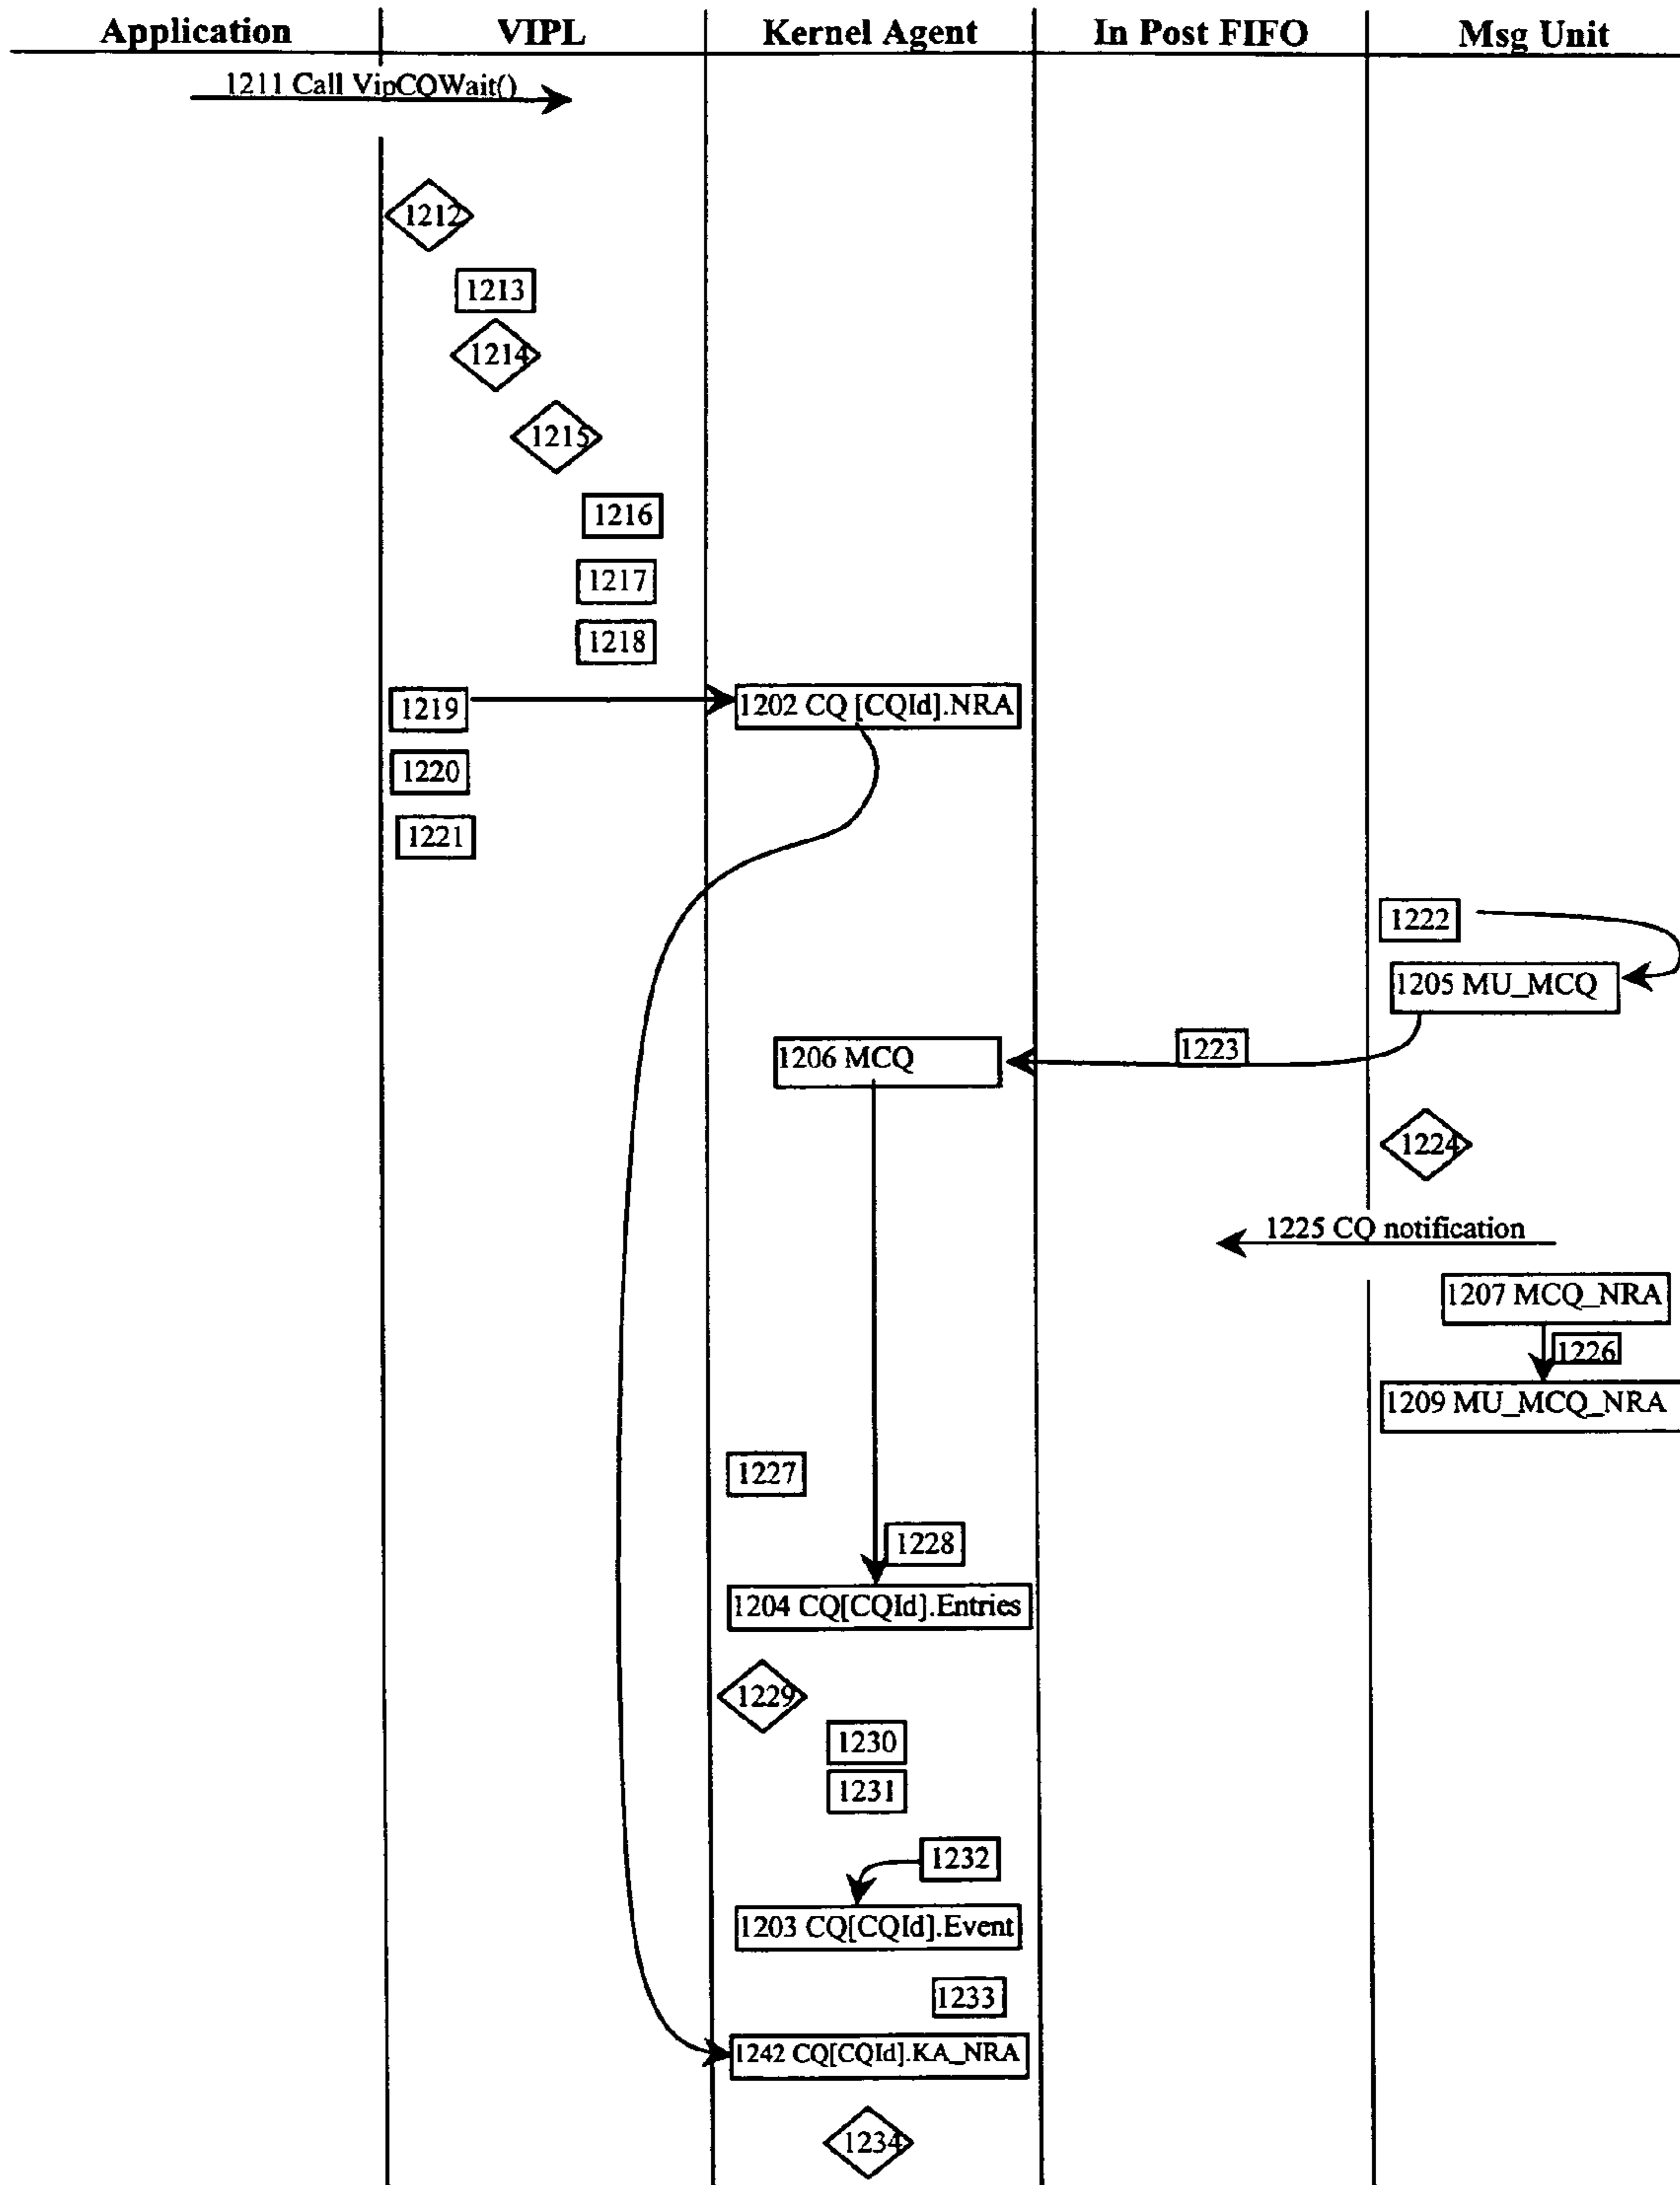 Application VIPL Kernel Agent In Post FIFO Msg Unit
1211 Call VipCQWait()
1212
1213
1214
1215
1216
1217
1218
1219 1202 CQ [CQId].NRA
1220
1221
1222
1205 MU_MCQ
1223
1206 MCQ
1224
1225 CQ notification
1207 MCQ_NRA
1226
1209 MU_MCQ_NRA
1227
1228
1204 CQ[CQId].Entries
1229
1230
1231
1232
1203 CQ[CQId].Event
1233
1242 CQ[CQId].KA_NRA
1234